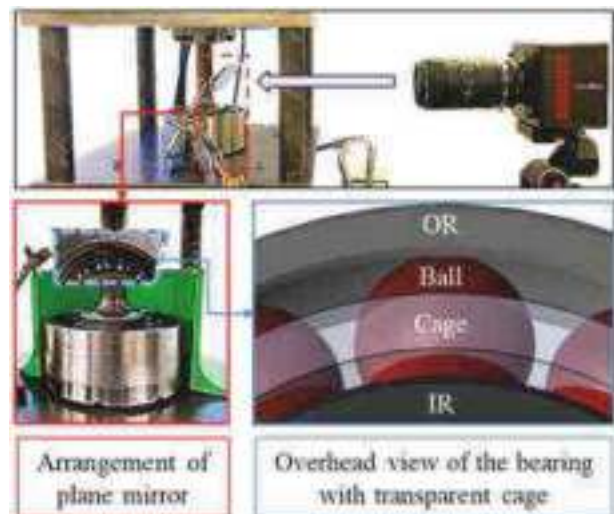 OR
Ball
Cage
IR
Arrangement of
plane mirror
Overhead view of the bearing
with transparent cage